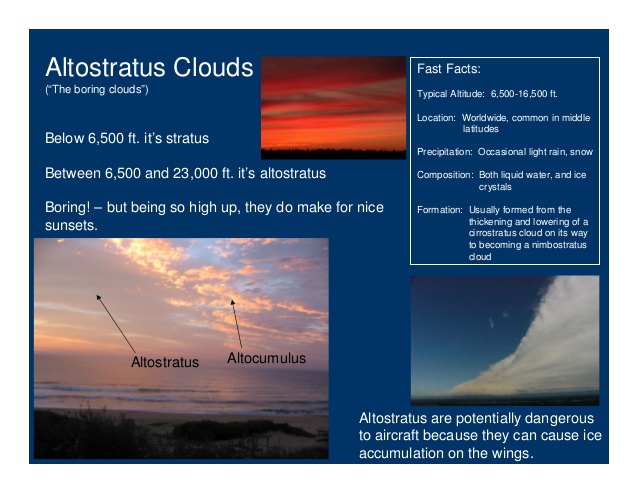 Altostratus Clouds
("The boring clouds")
Below 6,500 ft. it's stratus
Between 6,500 and 23,000 ft. it's altostratus
Boring! – but being so high up, they do make for nice
sunsets.
Fast Facts:
Typical Altitude: 6,500-16,500 ft.
Location: Worldwide, common in middle
latitudes
Precipitation: Occasional light rain, snow
Composition: Both liquid water, and ice
crystals
Formation: Usually formed from the
thickening and lowering of a
cirrostratus cloud on its way
to becoming a nimbostratus
cloud
Altostratus
Altocumulus
Altostratus are potentially dangerous
to aircraft because they can cause ice
accumulation on the wings.